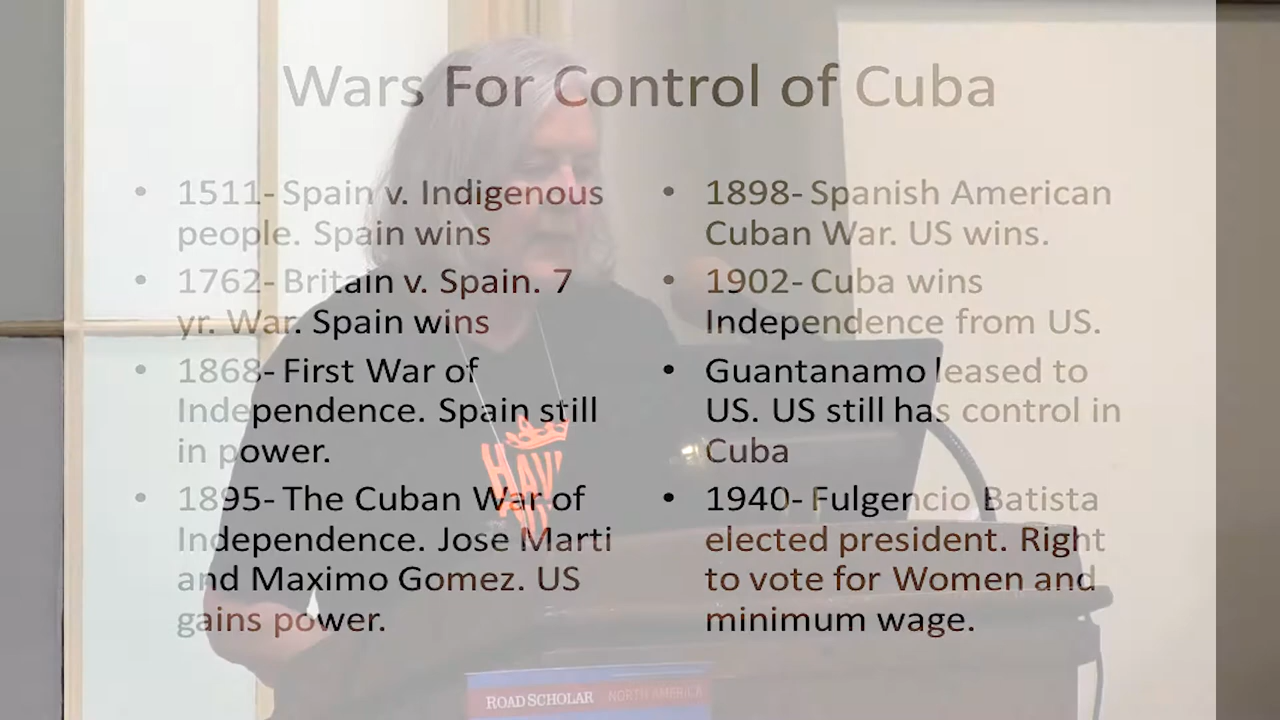 Wars For Control of Cuba
• 1511- Spain v. Indigenous
people. Spain wins
• 1762- Britain v. Spain. 7
yr. War. Spain wins
• 1868- First War of
Independence. Spain still
in power.
• 1895- The Cuban War of
Independence. Jose Marti
and Maximo Gomez. US
gains power.
• 1898- Spanish American
Cuban War. US wins.
• 1902- Cuba wins
Independence from US.
• Guantanamo leased to
US. US still has control in
Cuba
• 1940- Fulgencio Batista
elected president. Right
to vote for Women and
minimum wage.
ROAD SCHOLAR NORTH AMERICA